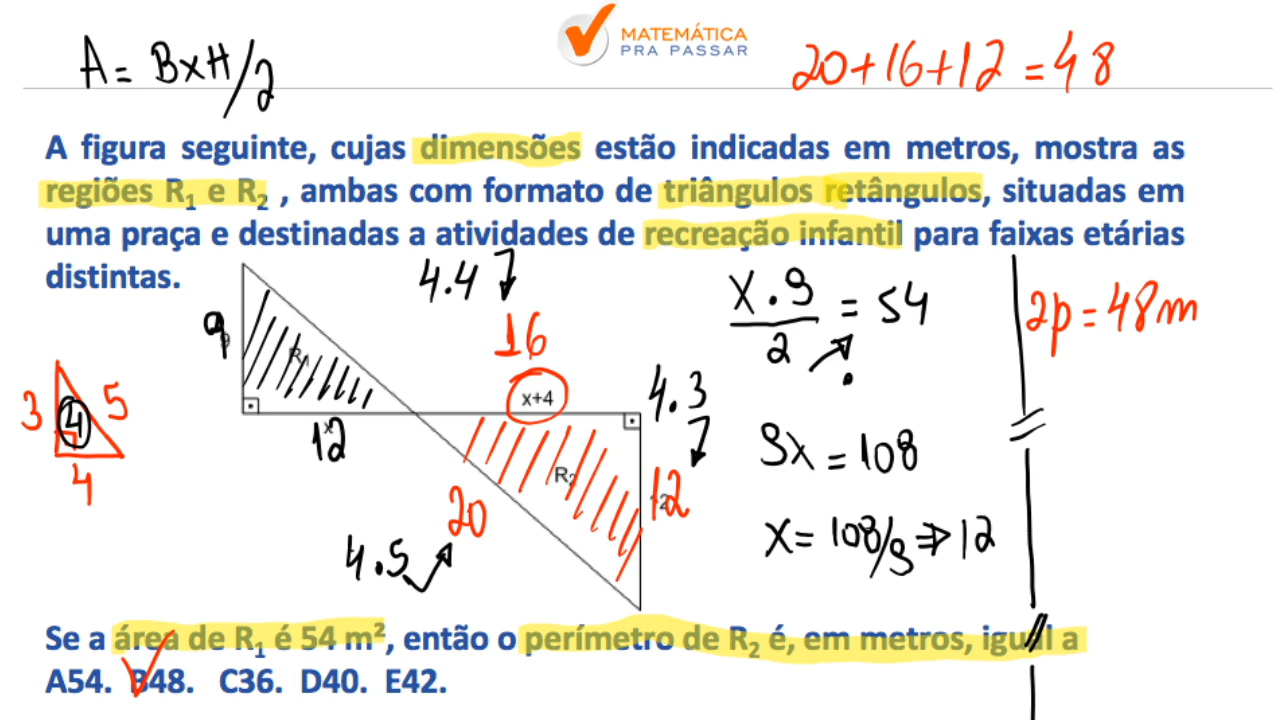 A = B x H / 2
MATEMÁTICA
PRA PASSAR
20 + 16 + 12 = 48
A figura seguinte, cujas dimensões estão indicadas em metros, mostra as
regiões R₁ e R₂ , ambas com formato de triângulos retângulos, situadas em
uma praça e destinadas a atividades de recreação infantil para faixas etárias
distintas.
4.4
16
x+4
4.3
12
9
R₁
x
12
R₂
20
4.5
3
4
5
4
x . 9 / 2 = 54
9x = 108
x = 108/9 ⇒ 12
2p = 48m
Se a área de R₁ é 54 m², então o perímetro de R₂ é, em metros, igual a
A54. B48. C36. D40. E42.